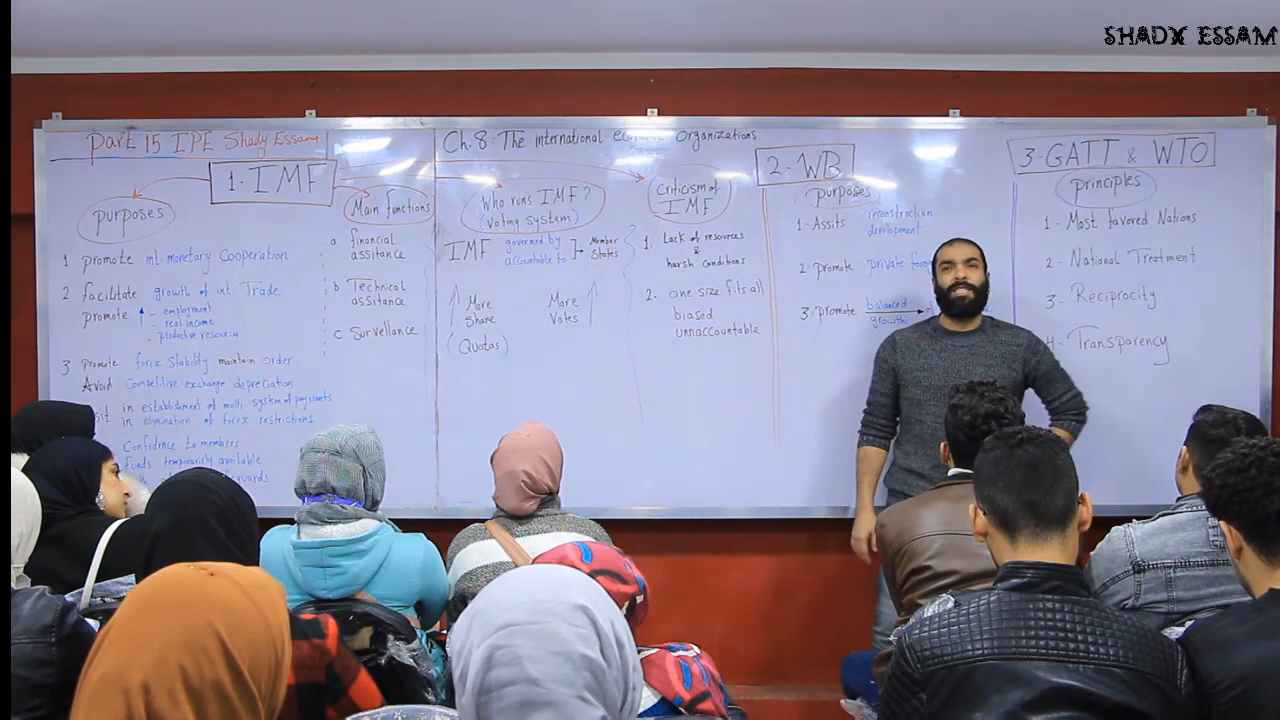 SHADY ESSAM
Part 15 IPE Shady Essam
Ch.8: The international Organizations
1. IMF
purposes
1 promote int. monetary Cooperation
2 facilitate growth of int. Trade
promote
- employment
- real income
- productive resources
3 promote forex stability maintain order
Avoid competitive exchange depreciation
in establishment of multi. system of payments
in elimination of forex restrictions
Confidence to members
Funds temporarily available
Main functions
a financial
assitance
b Technical
assitance
c Survellance
Who runs IMF?
(voting system)
IMF governed by
accountable to
Member
States
More
Share
(Quotas)
More
Votes
Criticism of
IMF
1. Lack of resources
&
harsh conditions
2. one size fits all
biased
unnaccountable
2. WB
purposes
1- Assits reconstruction
development
2- promote private
3- promote balanced
growth
3. GATT & WTO
principles
1- Most favored Nations
2- National Treatment
3- Reciprocity
4- Transparency